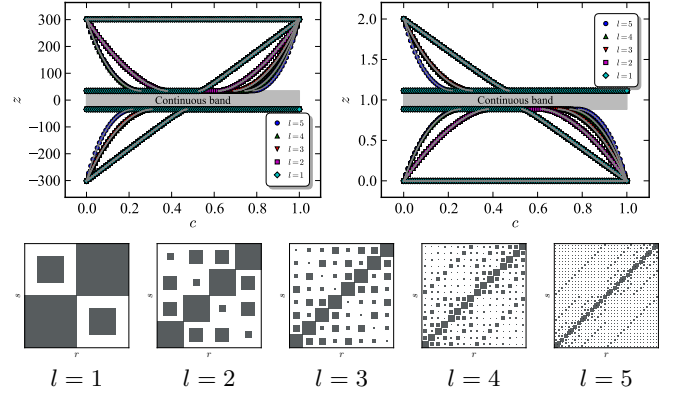 300
200
100
0
−100
−200
−300
z
Continuous band
l=5
l=4
l=3
l=2
l=1
0.0 0.2 0.4 0.6 0.8 1.0
c
2.0
1.5
1.0
0.5
0.0
z
Continuous band
l=5
l=4
l=3
l=2
l=1
0.0 0.2 0.4 0.6 0.8 1.0
c
s s s s s
r r r r r
l = 1 l = 2 l = 3 l = 4 l = 5